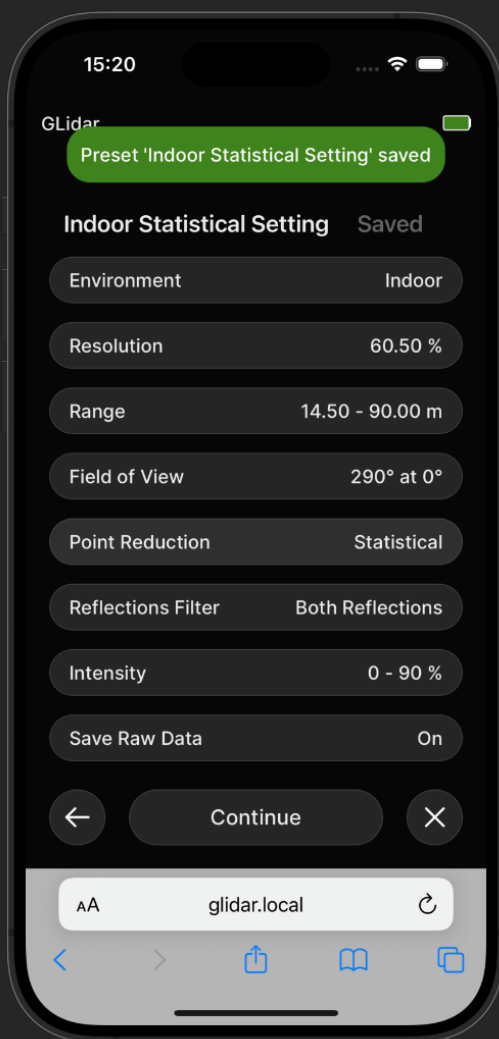 15:20
GLidar
Preset 'Indoor Statistical Setting' saved
Indoor Statistical Setting Saved
Environment Indoor
Resolution 60.50 %
Range 14.50 - 90.00 m
Field of View 290° at 0°
Point Reduction Statistical
Reflections Filter Both Reflections
Intensity 0 - 90 %
Save Raw Data On
Continue
AA glidar.local